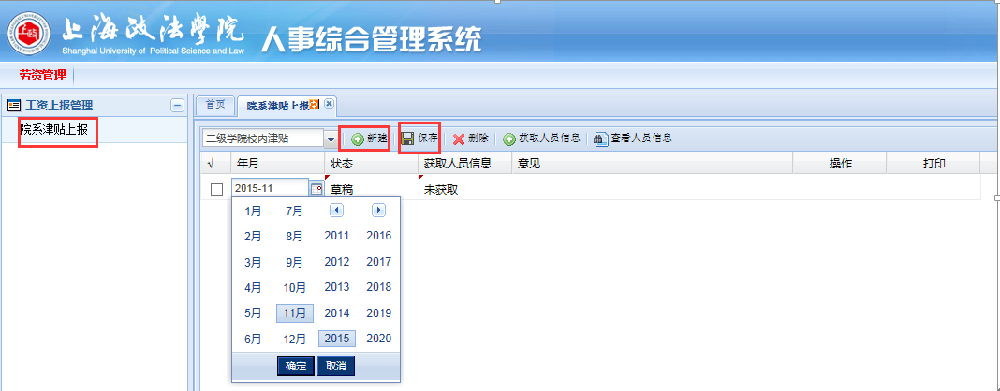 上海政法學院
Shanghai University of Political Science and Law
人事综合管理系统
劳资管理
工资上报管理
院系津贴上报
首页 院系津贴上报
二级学院校内津贴 新建 保存 删除 获取人员信息 查看人员信息
√ 年月 状态 获取人员信息 意见 操作 打印
2015-11 草稿 未获取
1月 7月
2月 8月 2011 2016
3月 9月 2012 2017
4月 10月 2013 2018
5月 11月 2014 2019
6月 12月 2015 2020
确定 取消